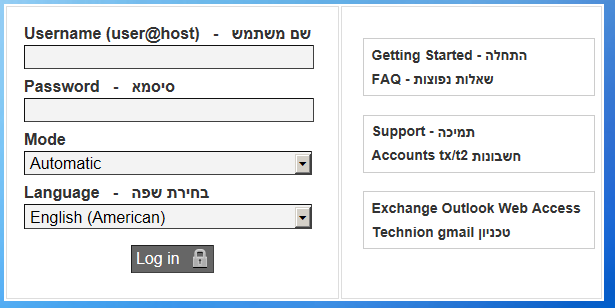 Username (user@host) - שם משתמש
Password - סיסמא
Mode
Automatic
Language - בחירת שפה
English (American)
Log in
Getting Started - התחלה
FAQ - שאלות נפוצות
Support - תמיכה
Accounts tx/t2 חשבונות
Exchange Outlook Web Access
Technion gmail טכניון